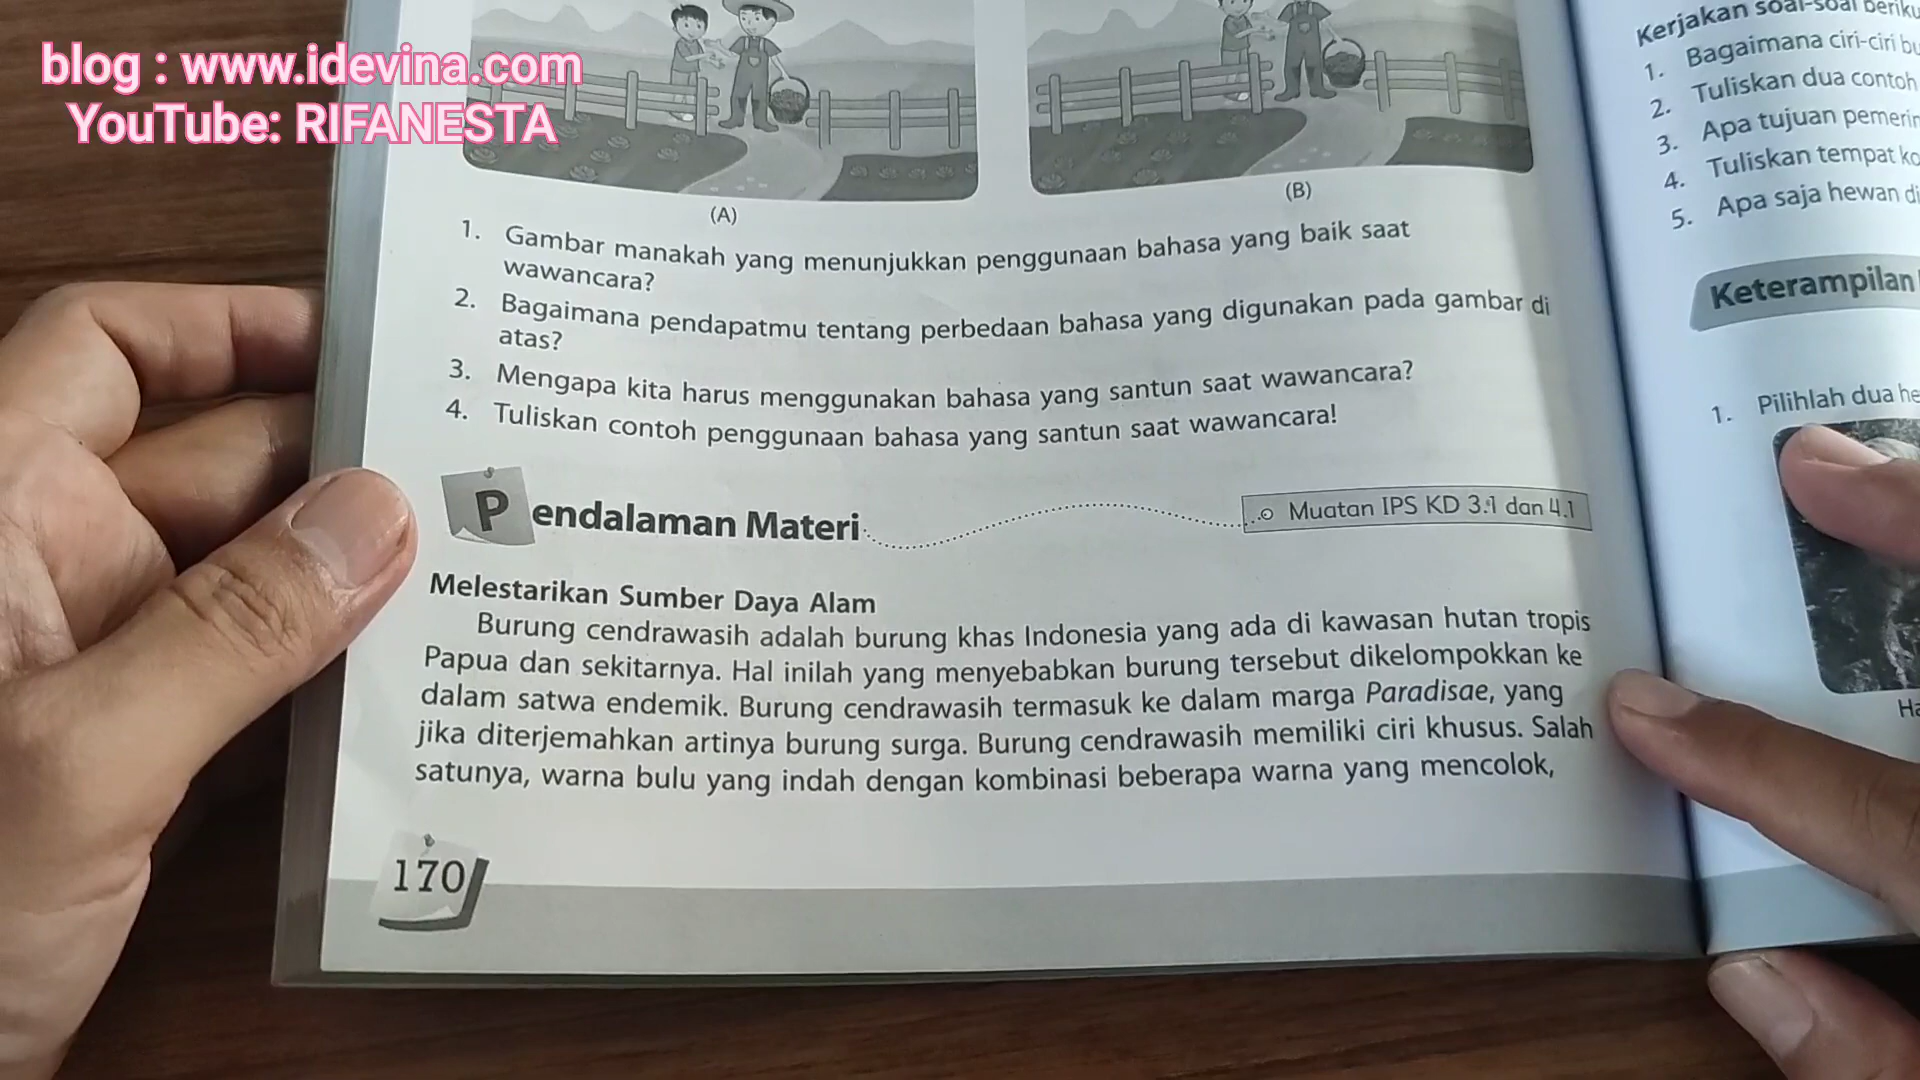 blog : www.idevina.com
YouTube: RIFANESTA
(A)
(B)
1. Gambar manakah yang menunjukkan penggunaan bahasa yang baik saat
wawancara?
2. Bagaimana pendapatmu tentang perbedaan bahasa yang digunakan pada gambar di
atas?
3. Mengapa kita harus menggunakan bahasa yang santun saat wawancara?
4. Tuliskan contoh penggunaan bahasa yang santun saat wawancara!
Pendalaman Materi
Muatan IPS KD 3.1 dan 4.1
Melestarikan Sumber Daya Alam
Burung cendrawasih adalah burung khas Indonesia yang ada di kawasan hutan tropis
Papua dan sekitarnya. Hal inilah yang menyebabkan burung tersebut dikelompokkan ke
dalam satwa endemik. Burung cendrawasih termasuk ke dalam marga Paradisae, yang
jika diterjemahkan artinya burung surga. Burung cendrawasih memiliki ciri khusus. Salah
satunya, warna bulu yang indah dengan kombinasi beberapa warna yang mencolok,
170
Kerjakan soal-soal
1. Bagaimana ciri-ciri
2. Tuliskan dua contoh
3. Apa tujuan
4. Tuliskan tempat
5. Apa saja hewan
Keterampilan
1. Pilihlah dua